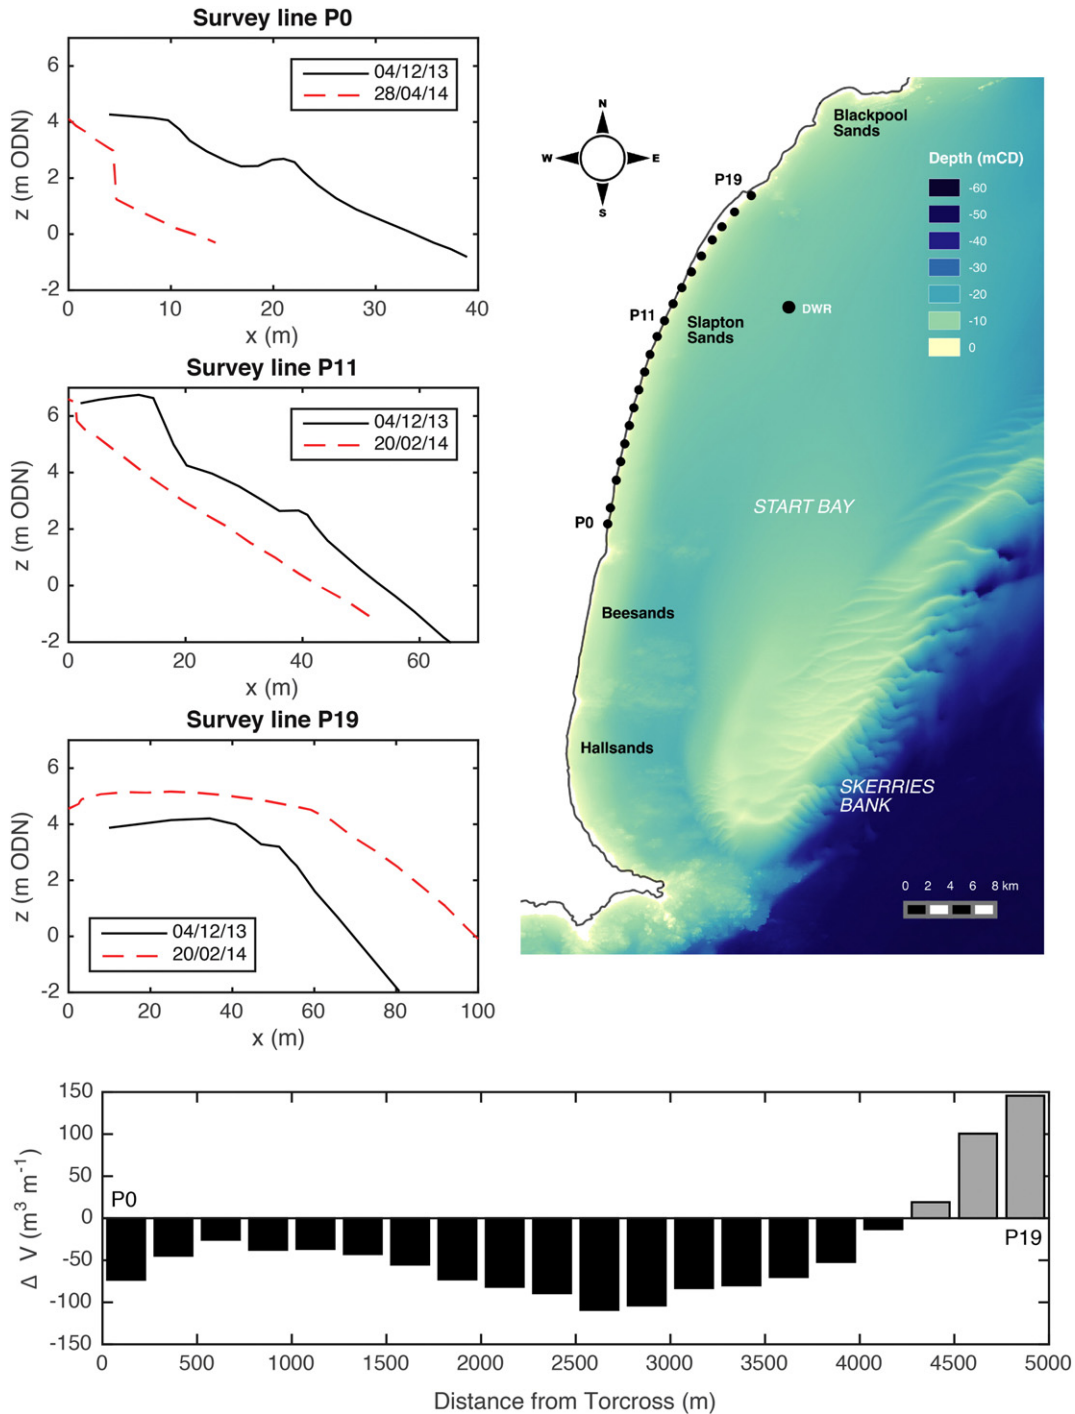 Survey line P0
6
4
2
0
-2
z (m ODN)
04/12/13
28/04/14
0 10 20 30 40
x (m)
Survey line P11
6
4
2
0
-2
z (m ODN)
04/12/13
20/02/14
0 20 40 60
x (m)
Survey line P19
6
4
2
0
-2
z (m ODN)
04/12/13
20/02/14
0 20 40 60 80 100
x (m)
N
W E
S
Blackpool
Sands
Depth (mCD)
-60
-50
-40
-30
-20
-10
0
P19
DWR
P11
Slapton
Sands
START BAY
P0
Beesands
Hallsands
SKERRIES
BANK
0 2 4 6 8 km
150
100
50
0
-50
-100
-150
Δ V (m³ m⁻¹)
P0
P19
0 500 1000 1500 2000 2500 3000 3500 4000 4500 5000
Distance from Torcross (m)